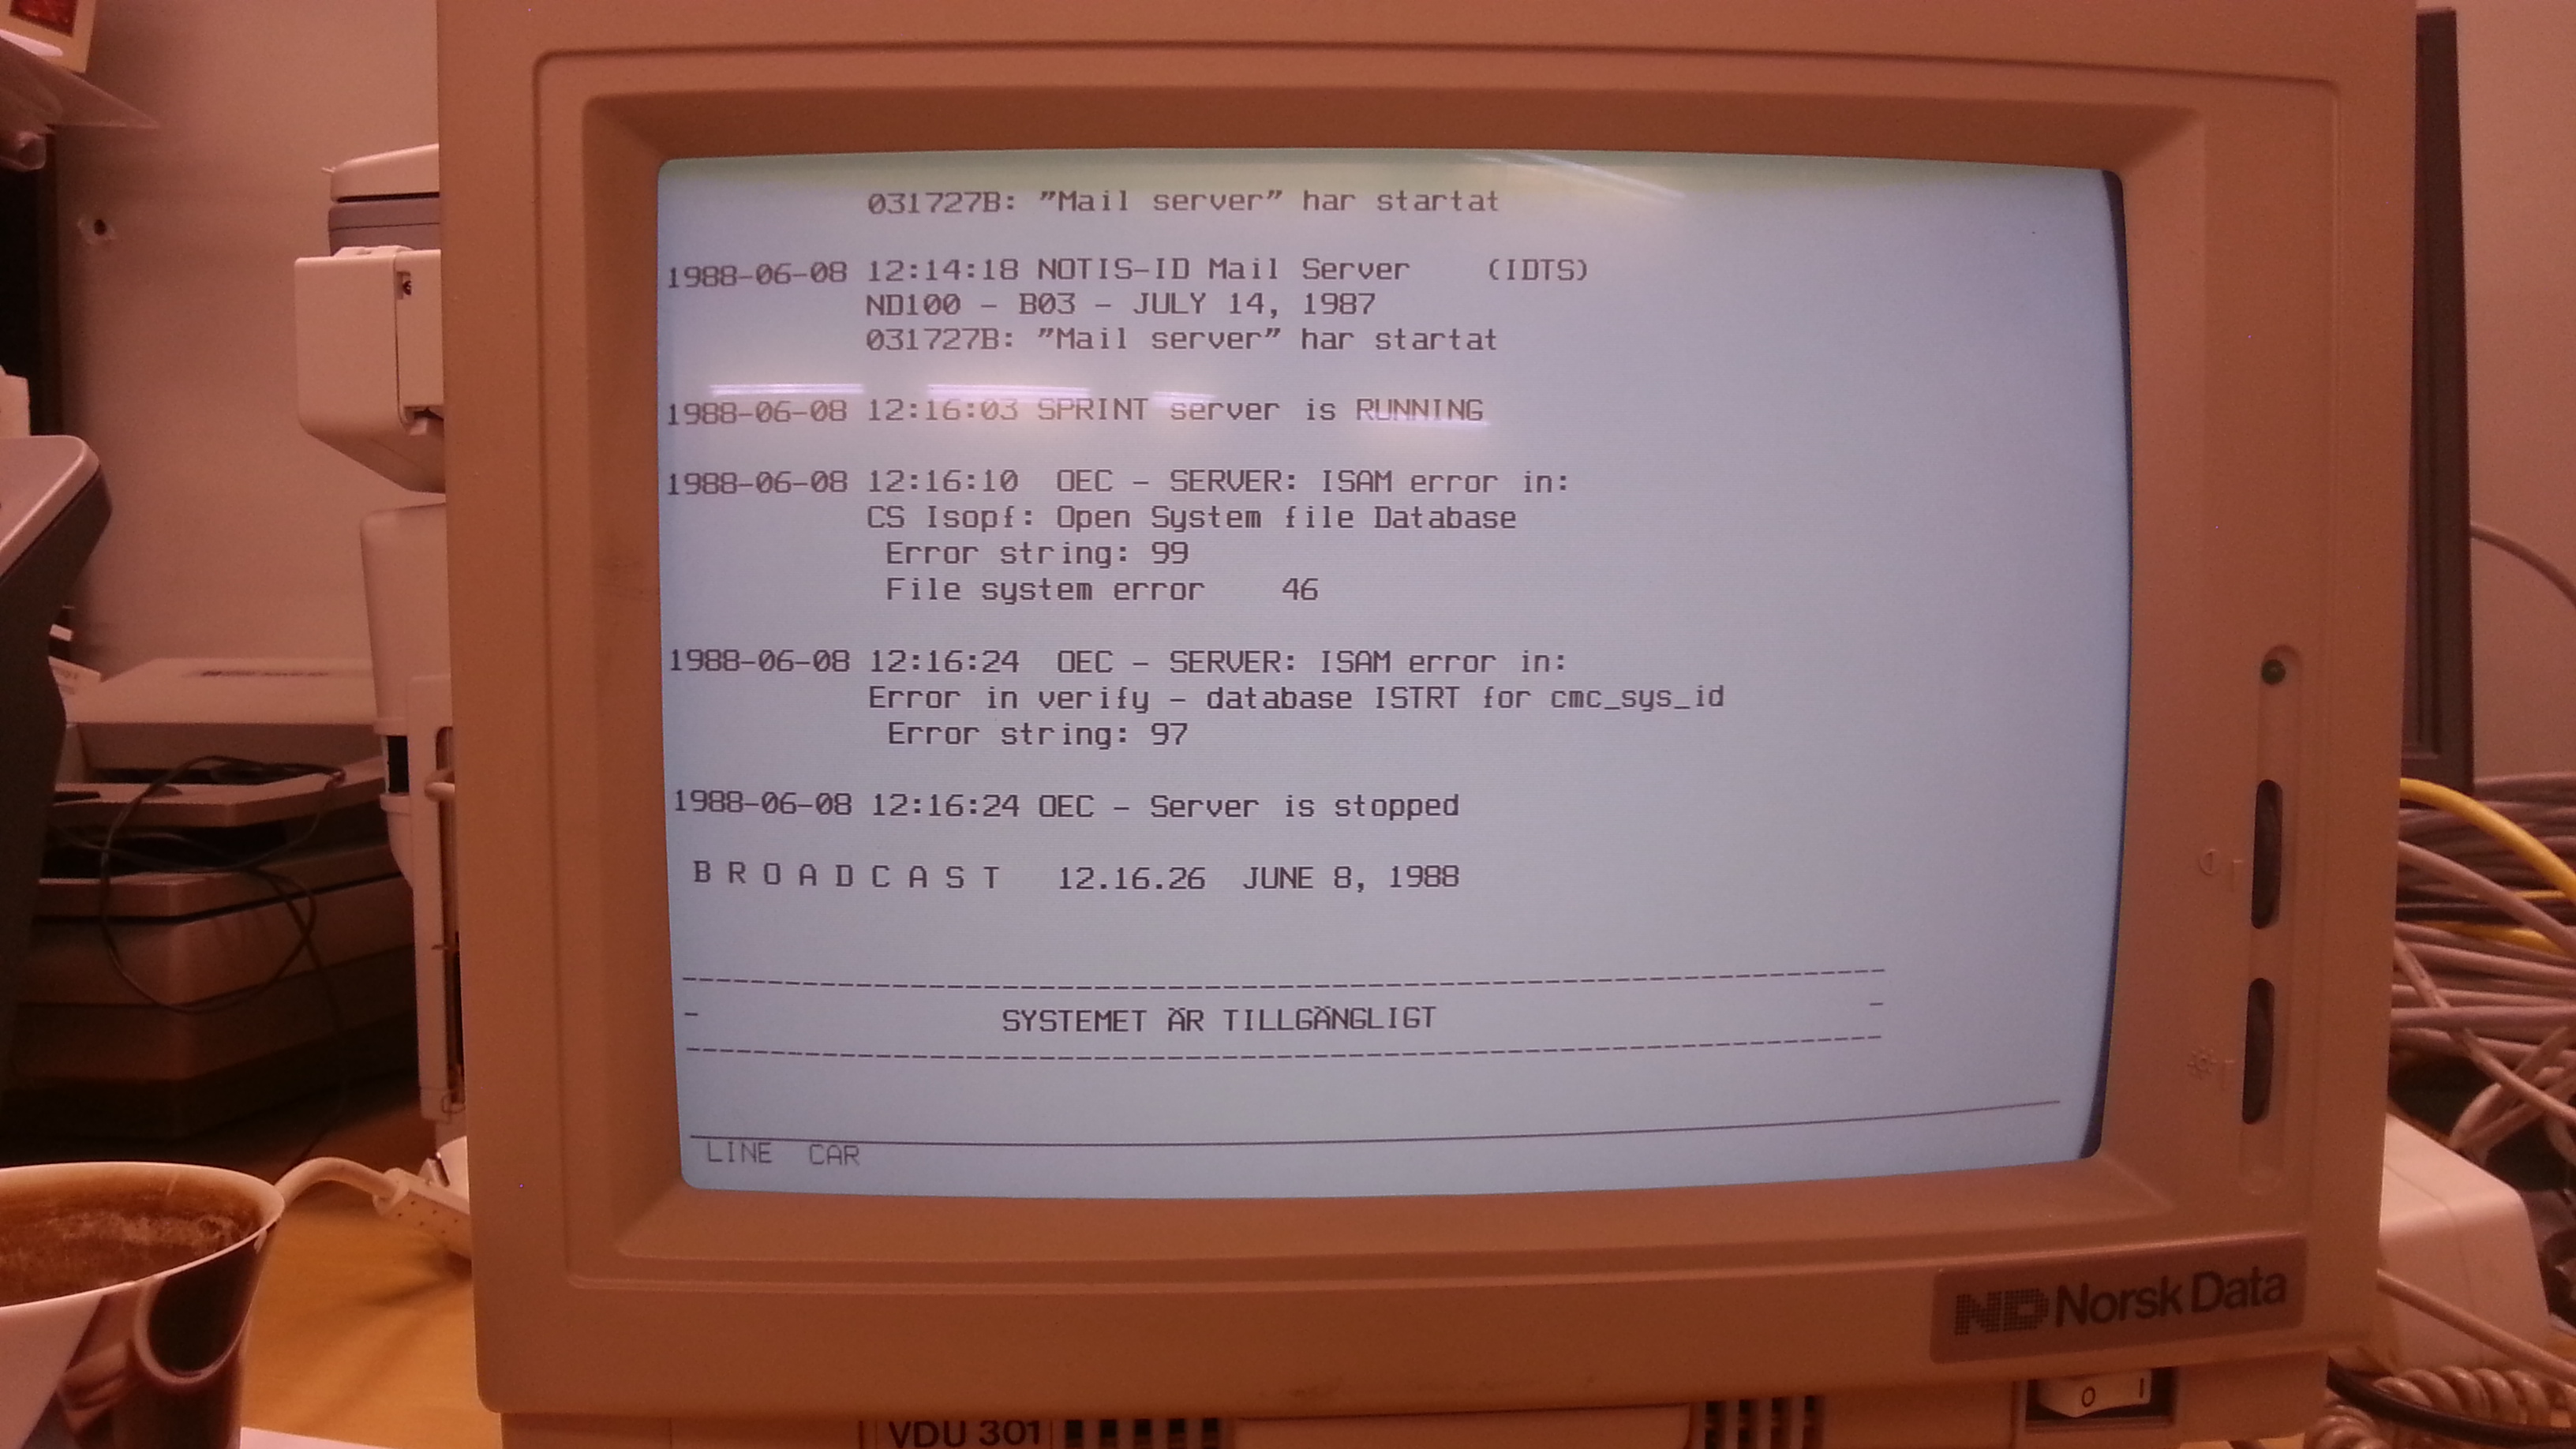 031727B: "Mail server" har startat
1988-06-08 12:14:18 NOTIS-ID Mail Server (IDTS)
ND100 - B03 - JULY 14, 1987
031727B: "Mail server" har startat
1988-06-08 12:16:03 SPRINT server is RUNNING
1988-06-08 12:16:10 OEC - SERVER: ISAM error in:
CS Isopf: Open System file Database
Error string: 99
File system error 46
1988-06-08 12:16:24 OEC - SERVER: ISAM error in:
Error in verify - database ISTRT for cmc_sys_id
Error string: 97
1988-06-08 12:16:24 OEC - Server is stopped
B R O A D C A S T 12.16.26 JUNE 8, 1988
--------------------------------------------------------------
- SYSTEMET ÄR TILLGÄNGLIGT -
--------------------------------------------------------------
LINE CAR
ND Norsk Data
O I
VDU 301